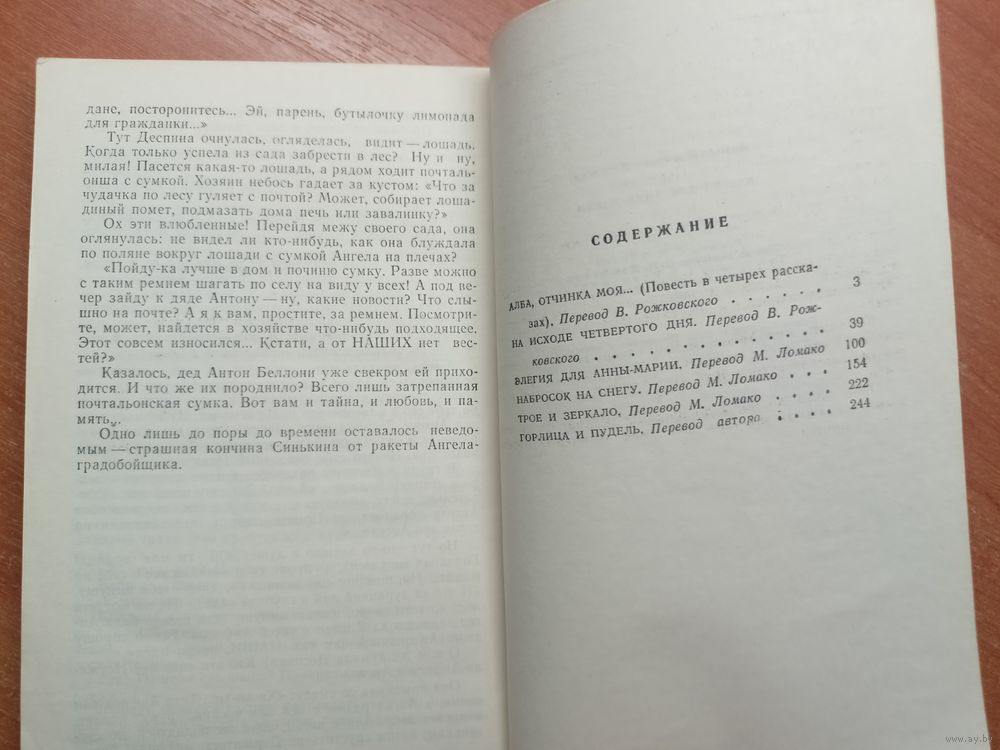 дане, посторонитесь... Эй, парень, бутылочку лимонада
для гражданки...»
Тут Деспина очнулась, огляделась, видит — лошадь.
Когда только успела из сада забрести в лес? Ну и ну,
милая! Пасется какая-то лошадь, а рядом ходит почталь-
онша с сумкой. Хозяин небось гадает за кустом: «Что за
чудачка по лесу гуляет с почтой? Может, собирает лоша-
диный помет, подмазать дома печь или завалинку?»
Ох эти влюбленные! Перейдя межу своего сада, она
оглянулась: не видел ли кто-нибудь, как она блуждала
по поляне вокруг лошади с сумкой Ангела на плечах?
«Пойду-ка лучше в дом и починю сумку. Разве можно
с таким ремнем шагать по селу на виду у всех! А под ве-
чер зайду к дяде Антону — ну, какие новости? Что слы-
шно на почте? А я к вам, простите, за ремнем. Посмотри-
те, может, найдется в хозяйстве что-нибудь подходящее.
Этот совсем износился... Кстати, а от НАШИХ нет вес-
тей?»
Казалось, дед Антон Беллони уже свекром ей прихо-
дится. И что же их породнило? Всего лишь затрепанная
почтальонская сумка. Вот вам и тайна, и любовь, и па-
мять...
Одно лишь до поры до времени оставалось неведо-
мым — страшная кончина Синькина от ракеты Ангела-
градобойщика.
СОДЕРЖАНИЕ
АЛБА, ОТЧИНКА МОЯ... (Повесть в четырех расска-
зах). Перевод В. Рожковского . . . . . . 3
НА ИСХОДЕ ЧЕТВЕРТОГО ДНЯ. Перевод В. Рож-
ковского . . . . . . . . . . . . 39
ЭЛЕГИЯ ДЛЯ АННЫ-МАРИИ. Перевод М. Ломако 100
НАБРОСОК НА СНЕГУ. Перевод М. Ломако . . . 154
ТРОЕ И ЗЕРКАЛО. Перевод М. Ломако . . . . 222
ГОРЛИЦА И ПУДЕЛЬ. Перевод автора . . . . 244
www.ay.by